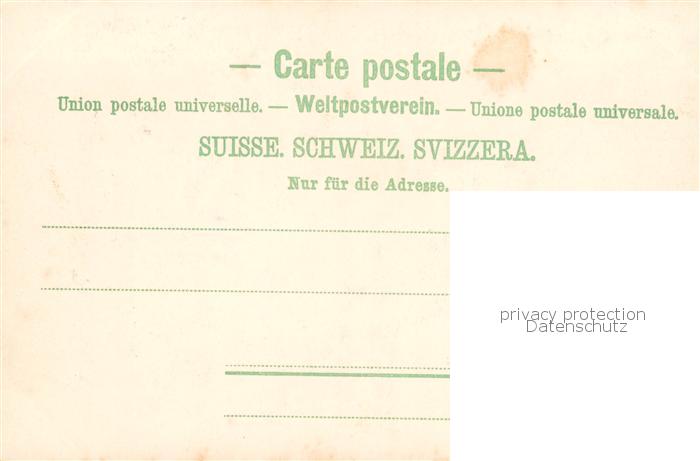 — Carte postale —
Union postale universelle. — Weltpostverein. — Unione postale universale.
SUISSE. SCHWEIZ. SVIZZERA.
Nur für die Adresse.
privacy protection
Datenschutz